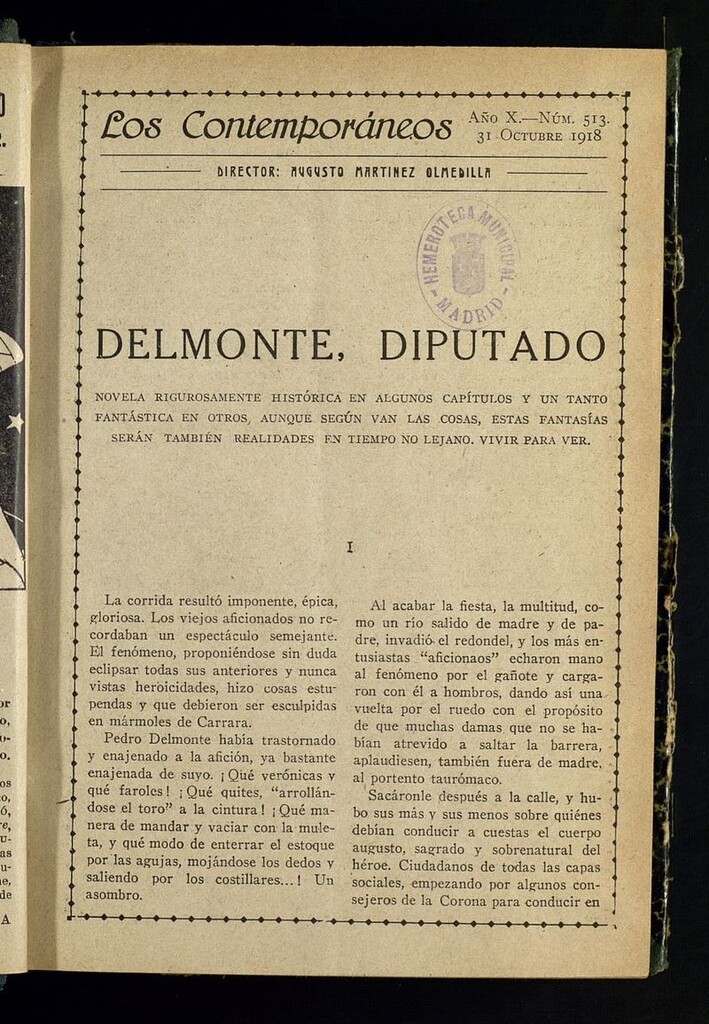 Los Contemporáneos
AÑO X.—NÚM. 513.
31 OCTUBRE 1918
DIRECTOR: AUGUSTO MARTINEZ OLMEDILLA
HEMEROTECA MUNICIPAL
- MADRID -
DELMONTE, DIPUTADO
NOVELA RIGUROSAMENTE HISTÓRICA EN ALGUNOS CAPÍTULOS Y UN TANTO
FANTÁSTICA EN OTROS, AUNQUE SEGÚN VAN LAS COSAS, ESTAS FANTASÍAS
SERÁN TAMBIÉN REALIDADES EN TIEMPO NO LEJANO. VIVIR PARA VER.
I
La corrida resultó imponente, épica,
gloriosa. Los viejos aficionados no re-
cordaban un espectáculo semejante.
El fenómeno, proponiéndose sin duda
eclipsar todas sus anteriores y nunca
vistas heroicidades, hizo cosas estu-
pendas y que debieron ser esculpidas
en mármoles de Carrara.
Pedro Delmonte había trastornado
y enajenado a la afición, ya bastante
enajenada de suyo. ¡Qué verónicas y
qué faroles! ¡Qué quites, "arrollán-
dose el toro" a la cintura! ¡Qué ma-
nera de mandar y vaciar con la mule-
ta, y qué modo de enterrar el estoque
por las agujas, mojándose los dedos y
saliendo por los costillares...! Un
asombro.
Al acabar la fiesta, la multitud, co-
mo un río salido de madre y de pa-
dre, invadió el redondel, y los más en-
tusiastas "aficionaos" echaron mano
al fenómeno por el gañote y carga-
ron con él a hombros, dando así una
vuelta por el ruedo con el propósito
de que muchas damas que no se ha-
bían atrevido a saltar la barrera,
aplaudiesen, también fuera de madre,
al portento taurómaco.
Sacáronle después a la calle, y hu-
bo sus más y sus menos sobre quiénes
debían conducir a cuestas el cuerpo
augusto, sagrado y sobrenatural del
héroe. Ciudadanos de todas las capas
sociales, empezando por algunos con-
sejeros de la Corona para conducir en